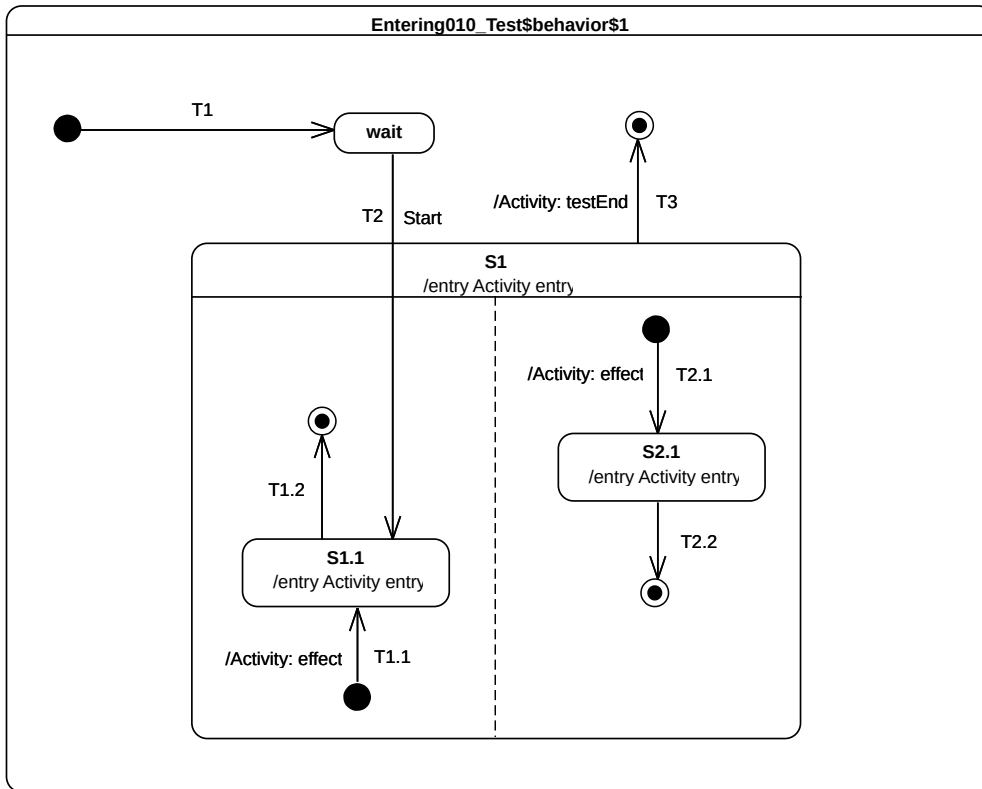 Entering010_Test$behavior$1
T1
wait
/Activity: testEnd
T3
T2
Start
S1
/entry Activity entry
/Activity: effect
T2.1
S2.1
/entry Activity entry
T1.2
T2.2
S1.1
/entry Activity entry
/Activity: effect
T1.1